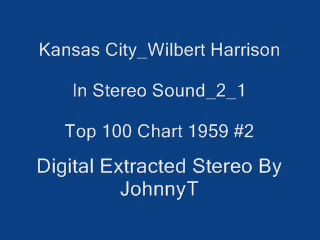 Kansas City_Wilbert Harrison
In Stereo Sound_2_1
Top 100 Chart 1959 #2
Digital Extracted Stereo By
JohnnyT